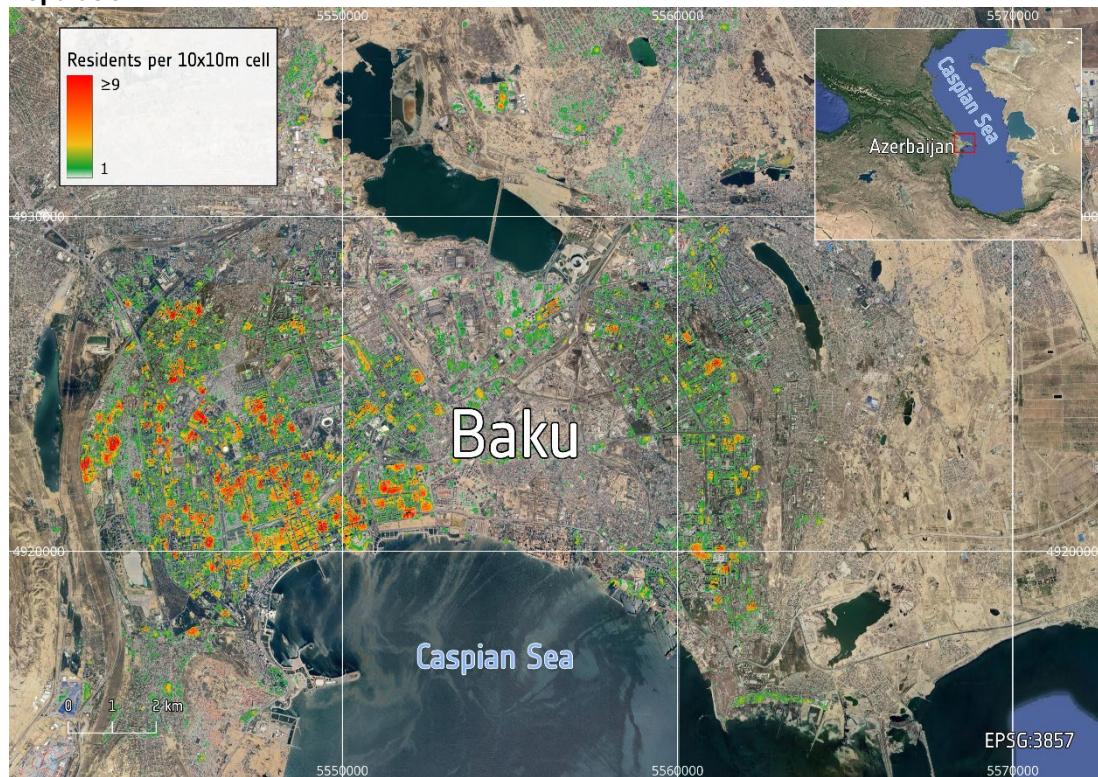 5550000
5560000
5570000
Residents per 10x10m cell
≥9
1
Caspian Sea
Azerbaijan
4930000
Baku
4920000
4920000
Caspian Sea
0 1 2 km
EPSG:3857
5550000
5560000
5570000